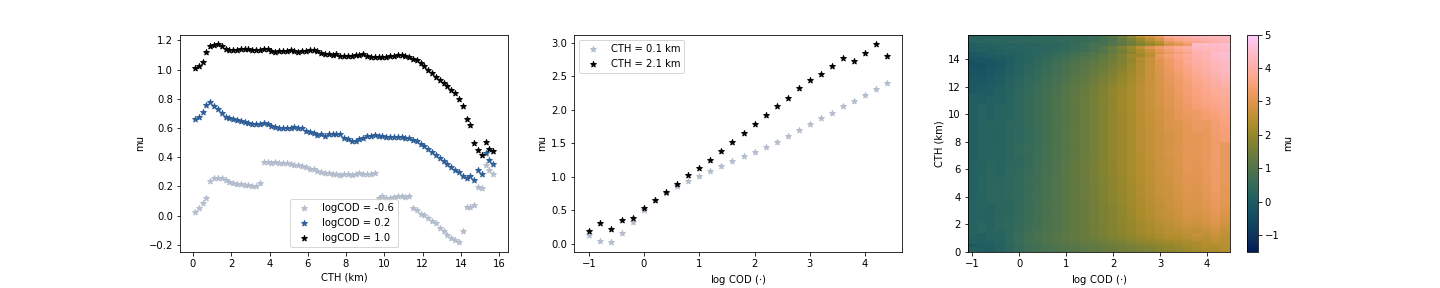 1.2
1.0
0.8
0.6
0.4
0.2
0.0
−0.2
mu
0 2 4 6 8 10 12 14 16
CTH (km)
logCOD = -0.6
logCOD = 0.2
logCOD = 1.0
3.0
2.5
2.0
1.5
1.0
0.5
0.0
mu
CTH = 0.1 km
CTH = 2.1 km
−1 0 1 2 3 4
log COD (·)
14
12
10
8
6
4
2
0
CTH (km)
−1 0 1 2 3 4
log COD (·)
5
4
3
2
1
0
−1
mu